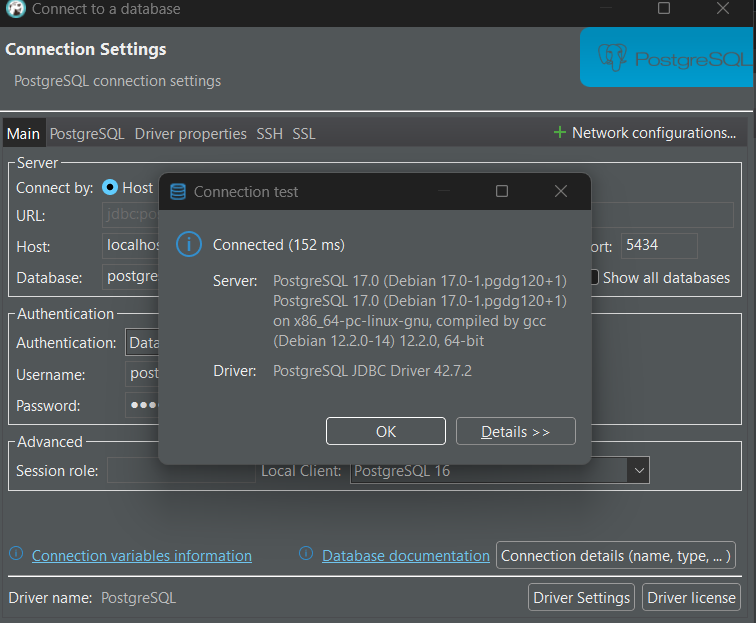 Connect to a database
Connection Settings
PostgreSQL connection settings
PostgreSQL
Main PostgreSQL Driver properties SSH SSL
+ Network configurations...
Server
Connect by: Host
URL:
jdbc:po
Host:
localhos
ort:
5434
Database:
postgre
Show all databases
Authentication
Authentication:
Data
Username:
post
Password:
Advanced
Session role:
Local Client:
PostgreSQL 16
Connection test
Connected (152 ms)
Server:
PostgreSQL 17.0 (Debian 17.0-1.pgdg120+1)
PostgreSQL 17.0 (Debian 17.0-1.pgdg120+1)
on x86_64-pc-linux-gnu, compiled by gcc
(Debian 12.2.0-14) 12.2.0, 64-bit
Driver:
PostgreSQL JDBC Driver 42.7.2
OK
Details >>
Connection variables information
Database documentation
Connection details (name, type, ... )
Driver name: PostgreSQL
Driver Settings
Driver license